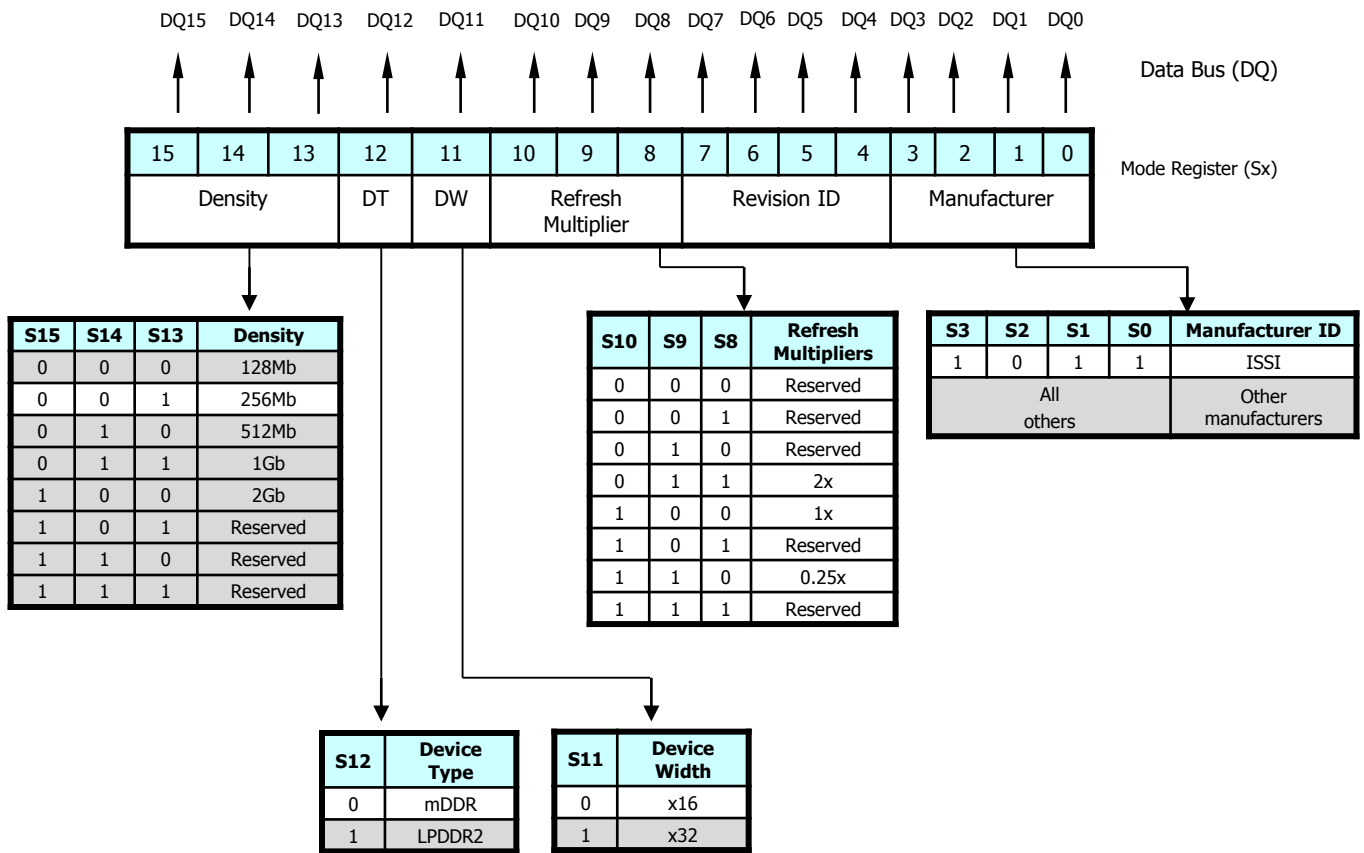 DQ15 DQ14 DQ13 DQ12 DQ11 DQ10 DQ9 DQ8 DQ7 DQ6 DQ5 DQ4 DQ3 DQ2 DQ1 DQ0
Data Bus (DQ)
15 14 13 12 11 10 9 8 7 6 5 4 3 2 1 0
Mode Register (Sx)
Density DT DW Refresh Revision ID Manufacturer
Multiplier
S15 S14 S13 Density
0 0 0 128Mb
0 0 1 256Mb
0 1 0 512Mb
0 1 1 1Gb
1 0 0 2Gb
1 0 1 Reserved
1 1 0 Reserved
1 1 1 Reserved
S10 S9 S8 Refresh
Multipliers
0 0 0 Reserved
0 0 1 Reserved
0 1 0 Reserved
0 1 1 2x
1 0 0 1x
1 0 1 Reserved
1 1 0 0.25x
1 1 1 Reserved
S3 S2 S1 S0 Manufacturer ID
1 0 1 1 ISSI
All Other
others manufacturers
S12 Device
Type
0 mDDR
1 LPDDR2
S11 Device
Width
0 x16
1 x32